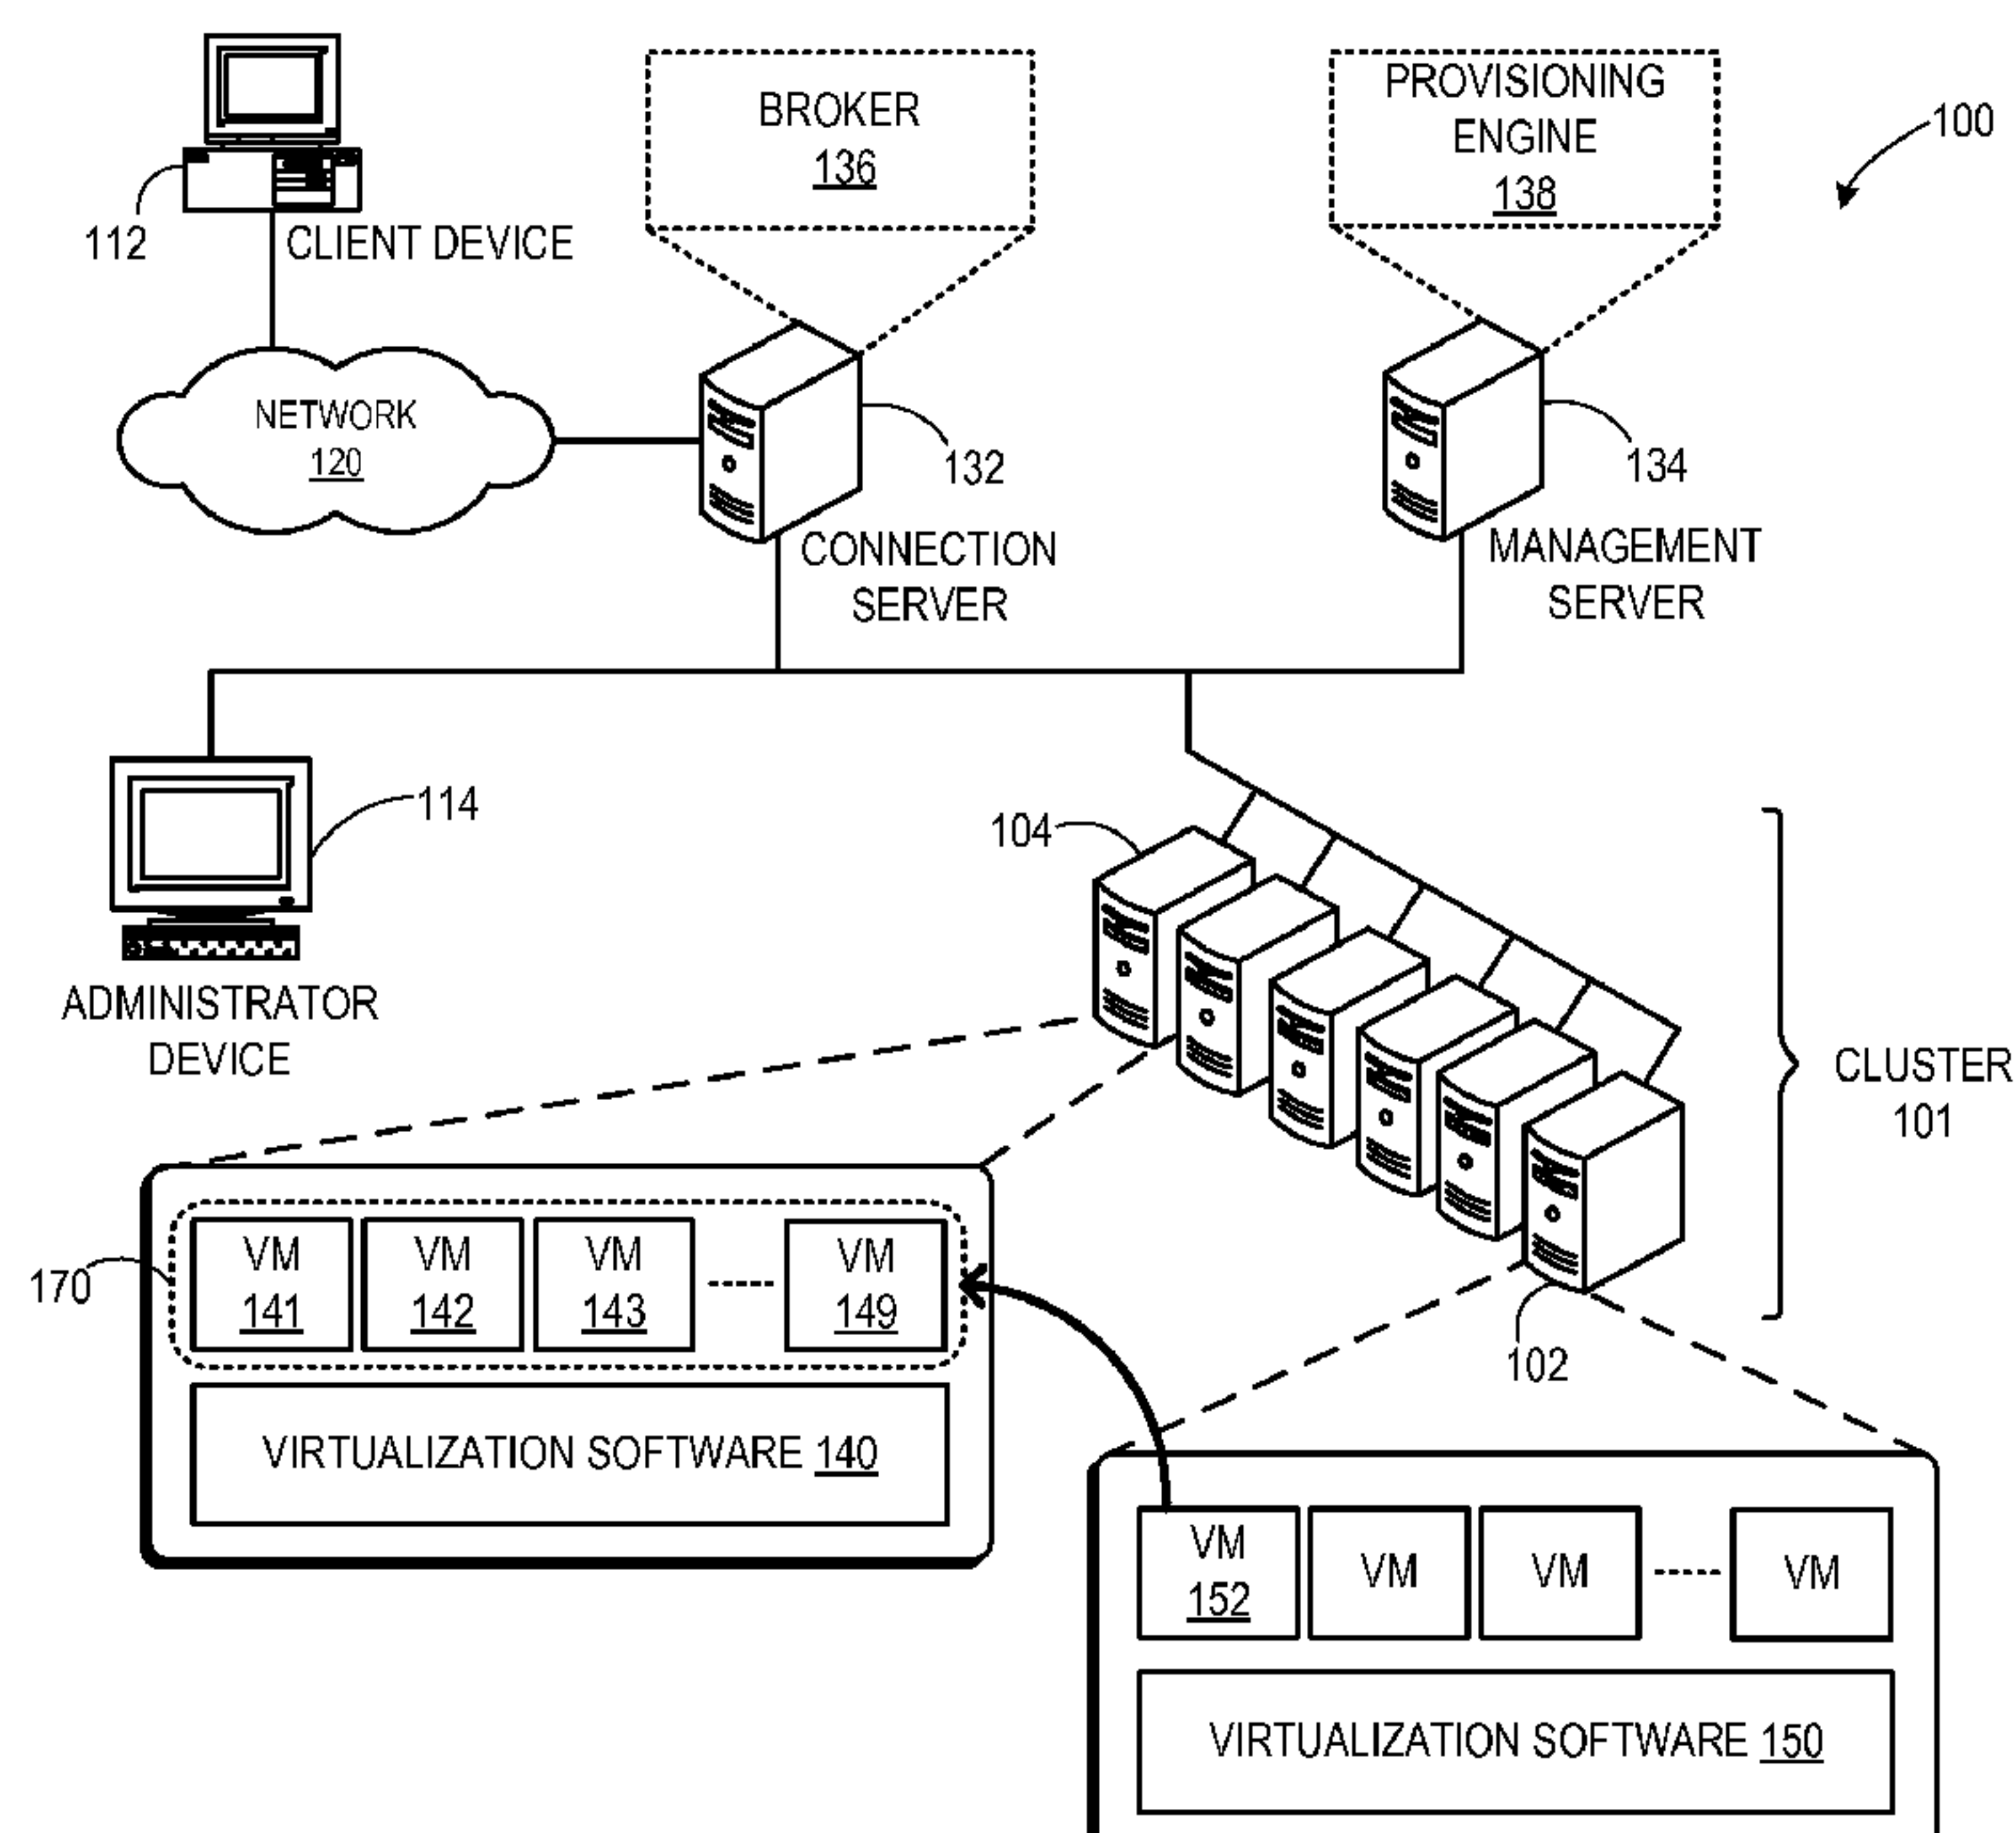 BROKER
136
PROVISIONING
ENGINE
138
100
112
CLIENT DEVICE
NETWORK
120
132
134
CONNECTION
SERVER
MANAGEMENT
SERVER
114
104
ADMINISTRATOR
DEVICE
CLUSTER
101
170
VM
141
VM
142
VM
143
VM
149
102
VIRTUALIZATION SOFTWARE 140
VM
152
VM
VM
VM
VIRTUALIZATION SOFTWARE 150